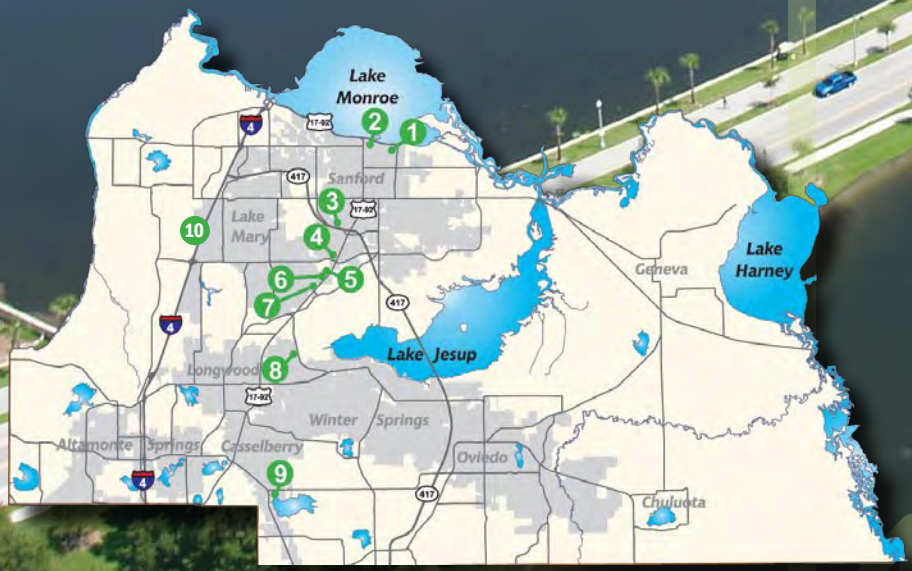 Lake
Monroe
4
17-92
2
1
417
Sanford
3
17-92
Lake
Mary
10
4
Lake
Harney
Geneva
6
5
7
417
4
Lake Jesup
8
Longwood
17-92
Winter Springs
Altamonte Springs
Casselberry
Oviedo
4
9
417
Chuluota